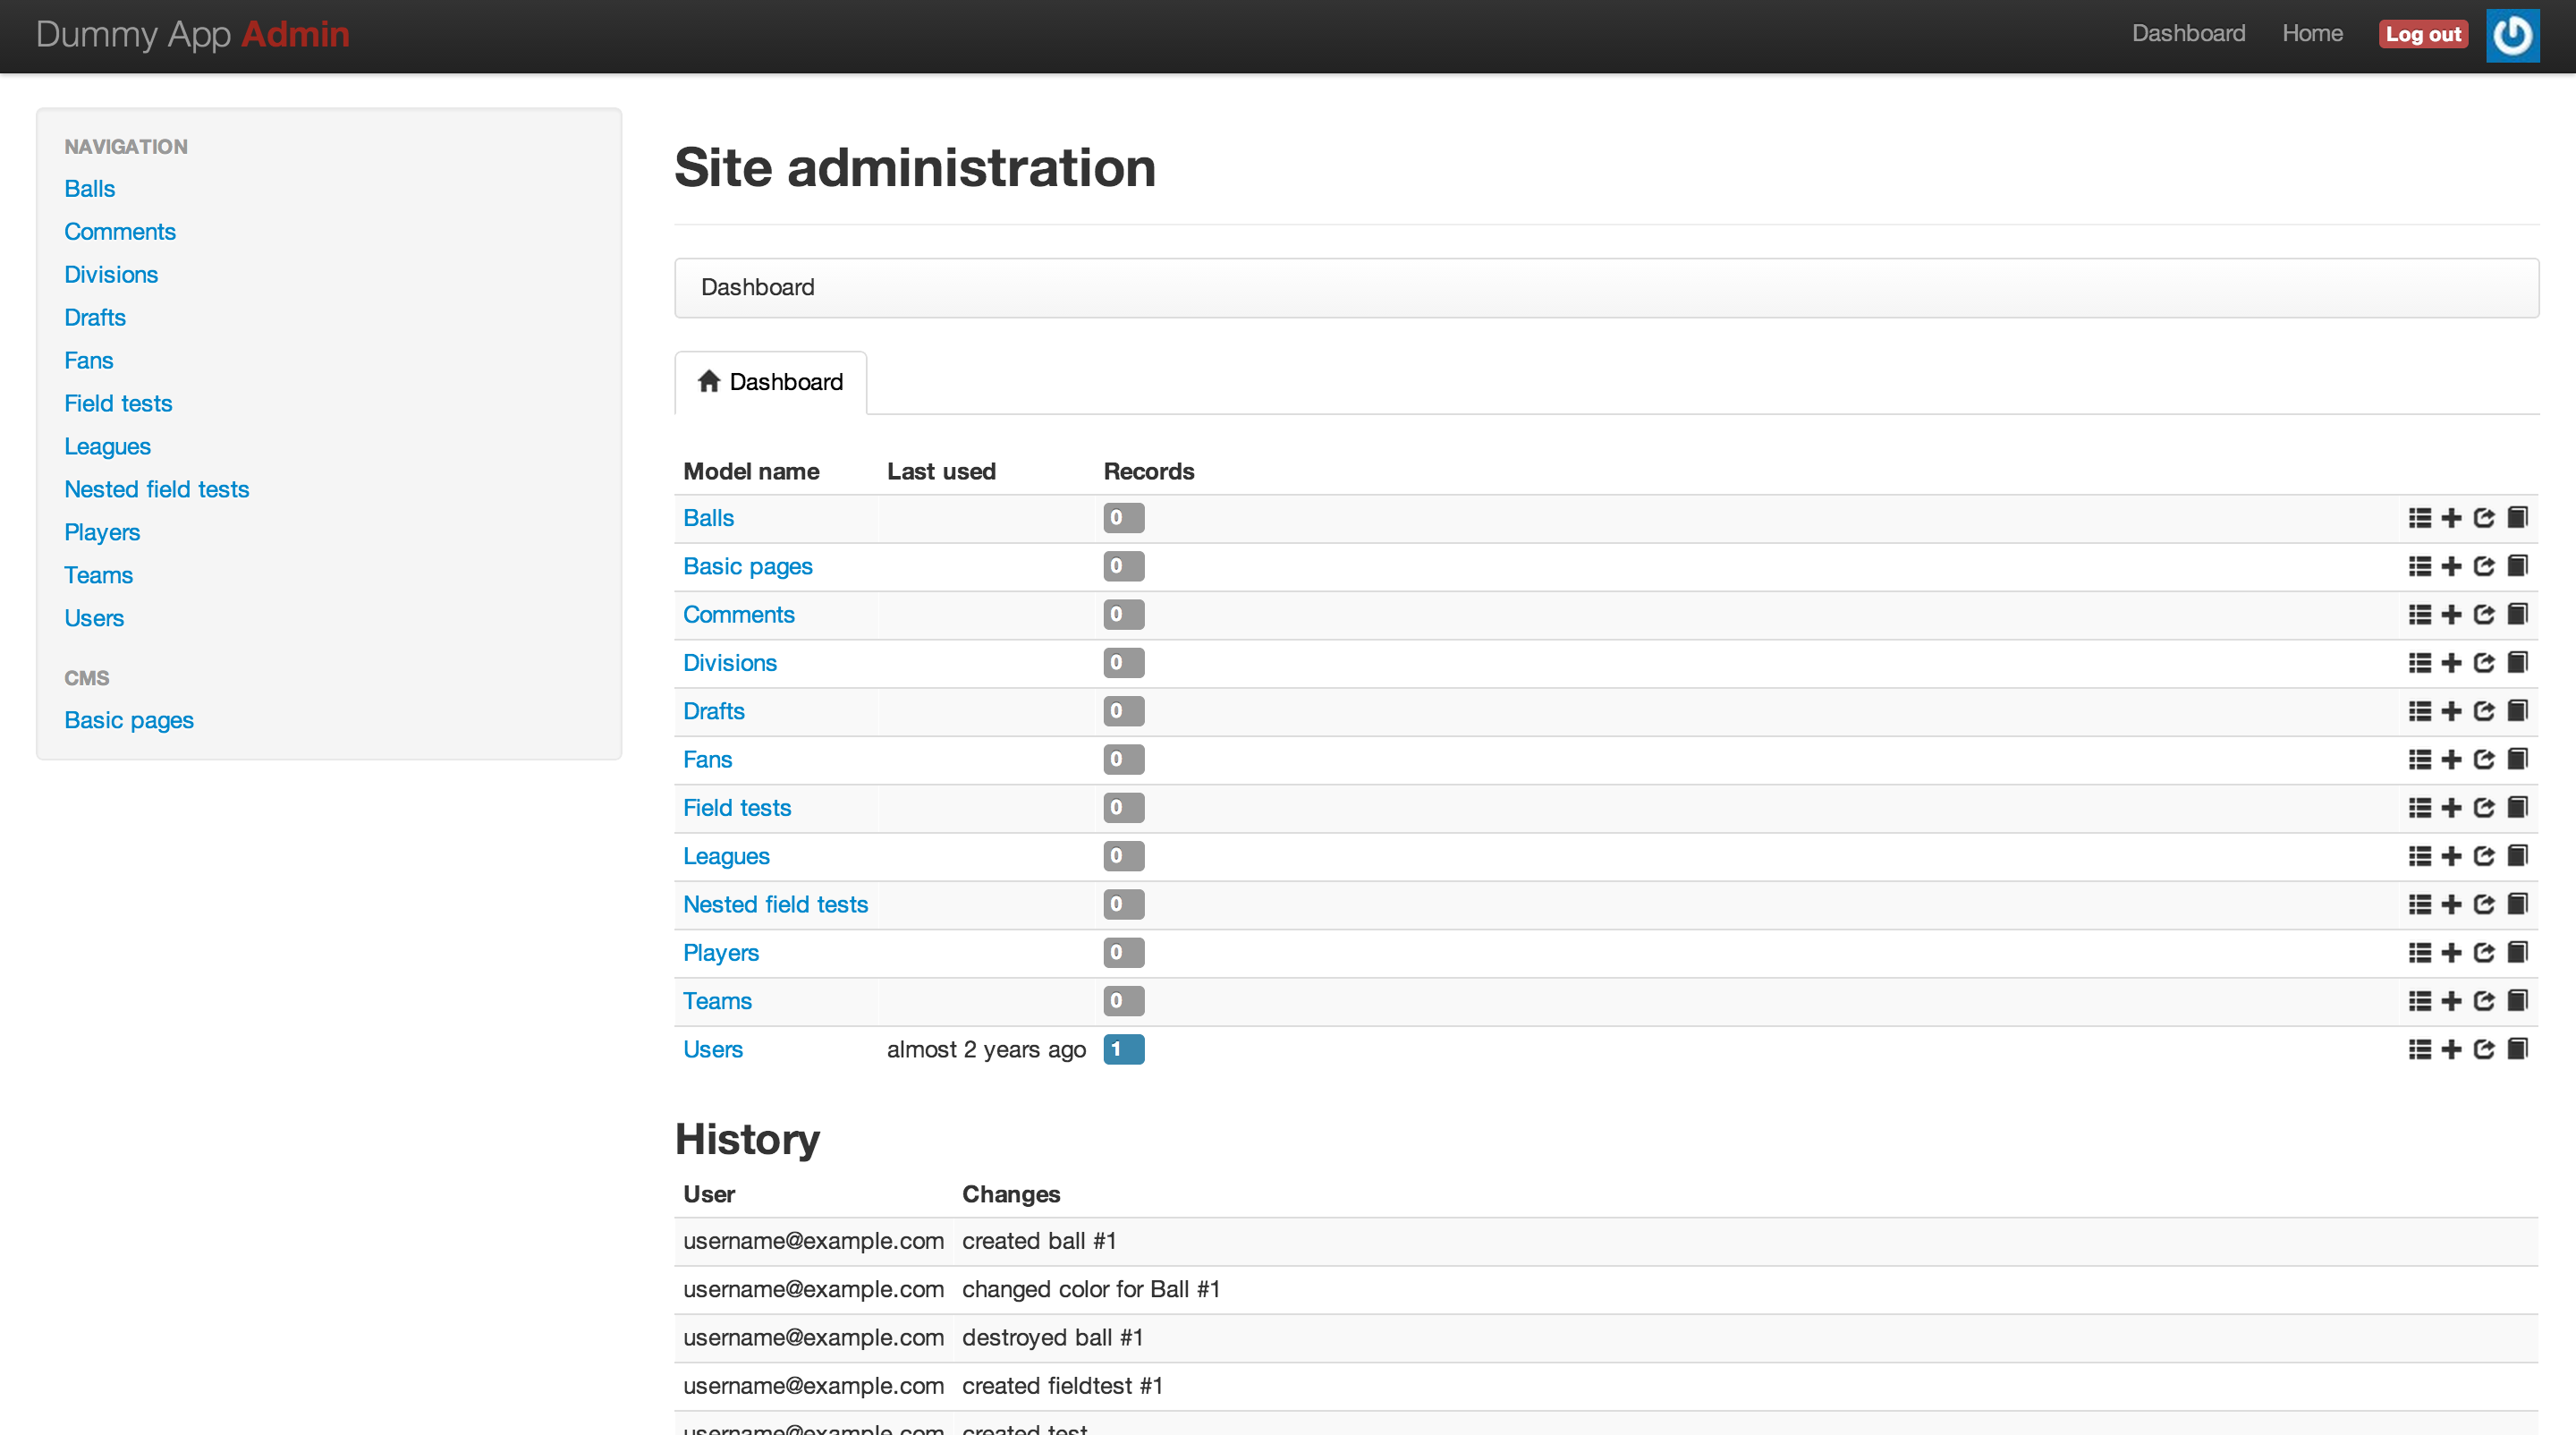 Dummy App Admin
Dashboard Home Log out
NAVIGATION
Balls
Comments
Divisions
Drafts
Fans
Field tests
Leagues
Nested field tests
Players
Teams
Users
CMS
Basic pages
Site administration
Dashboard
Dashboard
Model name Last used Records
Balls 0
Basic pages 0
Comments 0
Divisions 0
Drafts 0
Fans 0
Field tests 0
Leagues 0
Nested field tests 0
Players 0
Teams 0
Users almost 2 years ago 1
History
User Changes
username@example.com created ball #1
username@example.com changed color for Ball #1
username@example.com destroyed ball #1
username@example.com created fieldtest #1
username@example.com created test